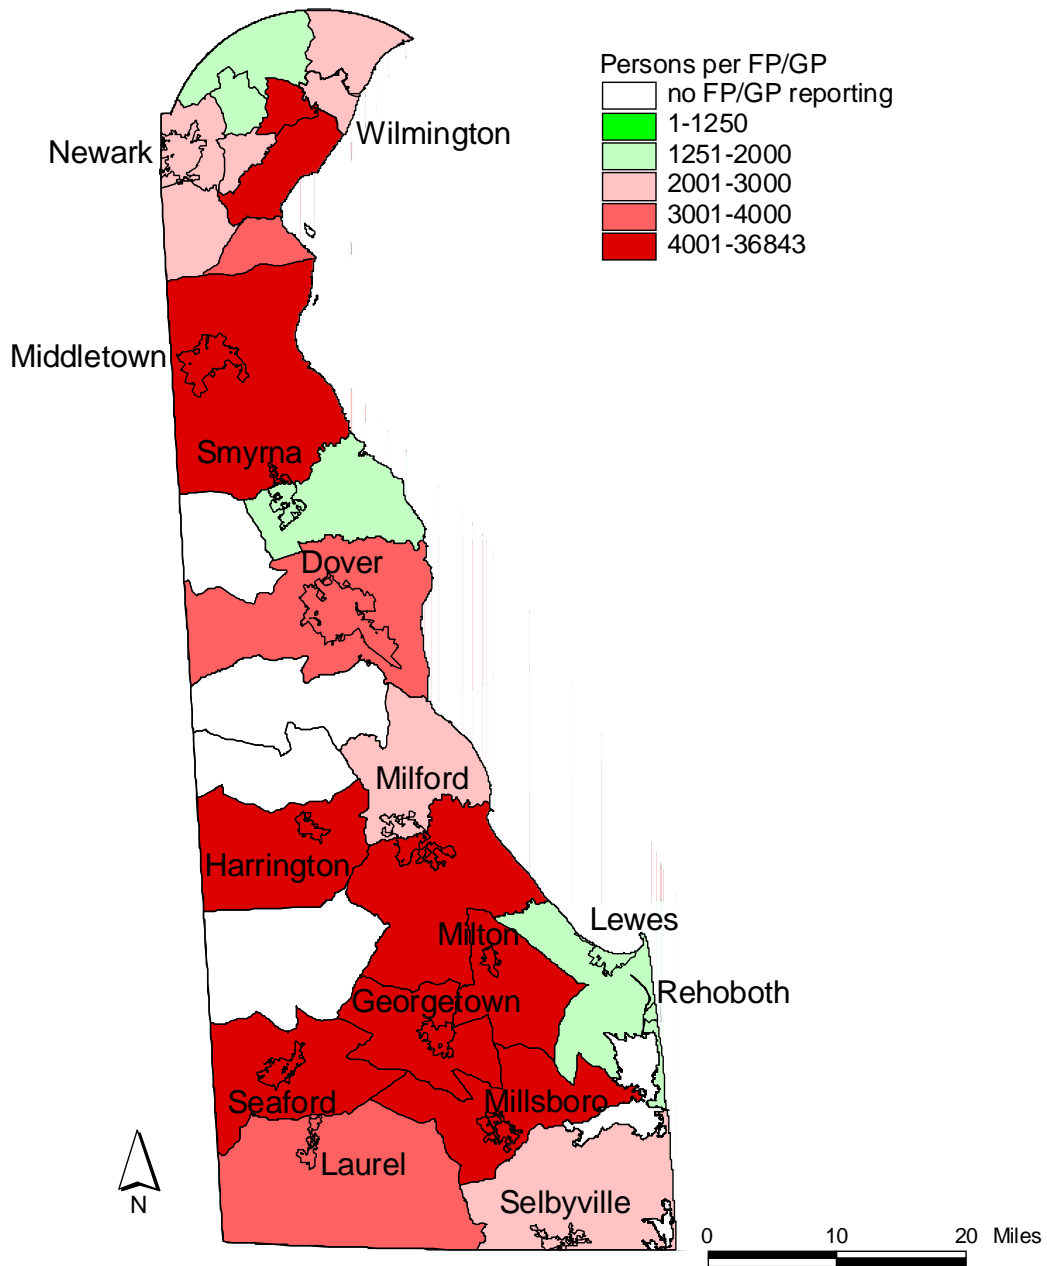 Persons per FP/GP
no FP/GP reporting
1-1250
1251-2000
2001-3000
3001-4000
4001-36843
Wilmington
Newark
Middletown
Smyrna
Dover
Milford
Harrington
Lewes
Milton
Rehoboth
Georgetown
Seaford
Millsboro
Laurel
Selbyville
N
0 10 20 Miles